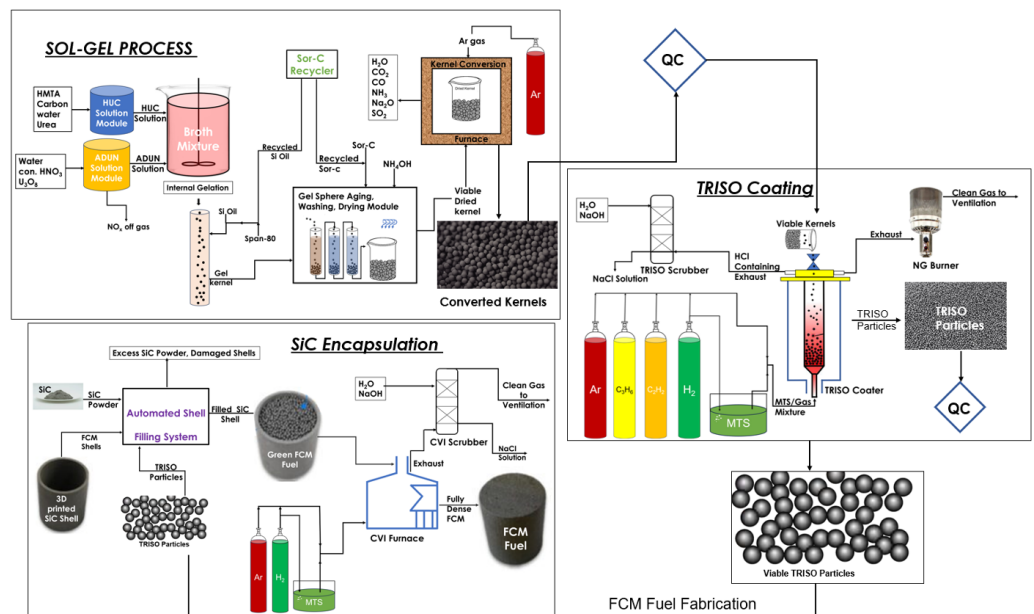 SOL-GEL PROCESS
HMTA
Carbon
water
Urea
HUC
Solution
Module
HUC
Solution
Broth
Mixture
Water
con. HNO₃
U₃O₈
ADUN
Solution
Module
ADUN
Solution
NOₓ off gas
Internal Gelation
Si Oil
Span-80
Gel
kernel
Sor-C
Recycler
Recycled
Si Oil
Recycled
Sor-c
Sor-C
NH₄OH
Gel Sphere Aging,
Washing, Drying Module
H₂O
CO₂
CO
NH₃
Na₂O
SO₂
Ar gas
Kernel Conversion
Dried Kernel
Furnace
Ar
Viable
Dried
kernel
Converted Kernels
QC
TRISO Coating
H₂O
NaOH
TRISO Scrubber
NaCl Solution
Viable Kernels
HCl
Containing
Exhaust
Exhaust
Clean Gas to
Ventilation
NG Burner
TRISO
Particles
TRISO
Particles
QC
Ar
C₃H₆
C₂H₂
H₂
MTS
MTS/Gas
Mixture
TRISO Coater
Viable TRISO Particles
FCM Fuel Fabrication
SiC Encapsulation
Excess SiC Powder, Damaged Shells
SiC
SiC
Powder
Automated Shell
Filling System
FCM
Shells
3D
printed
SiC Shell
TRISO
Particles
TRISO Particles
Filled SiC
Shell
Green FCM
Fuel
H₂O
NaOH
CVI Scrubber
Clean Gas
to
Ventilation
NaCl
Solution
Exhaust
CVI Furnace
Fully
Dense
FCM
FCM
Fuel
Ar
H₂
MTS